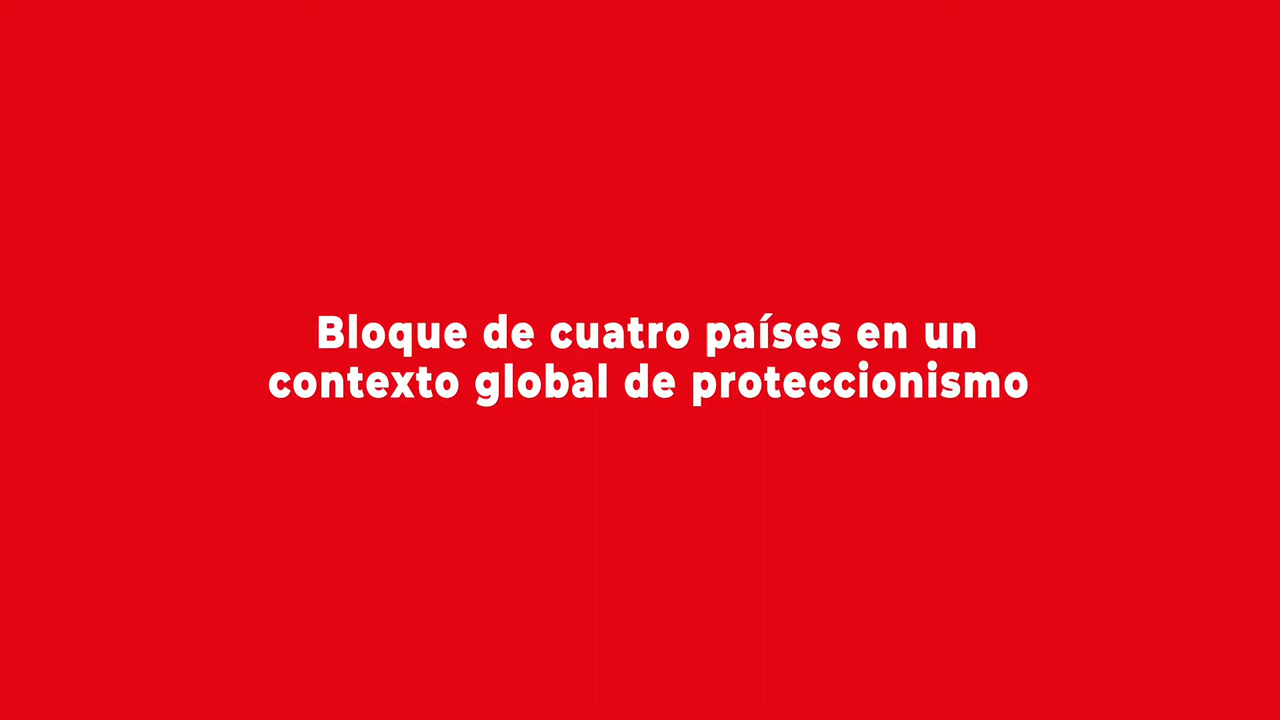 Bloque de cuatro países en un
contexto global de proteccionismo